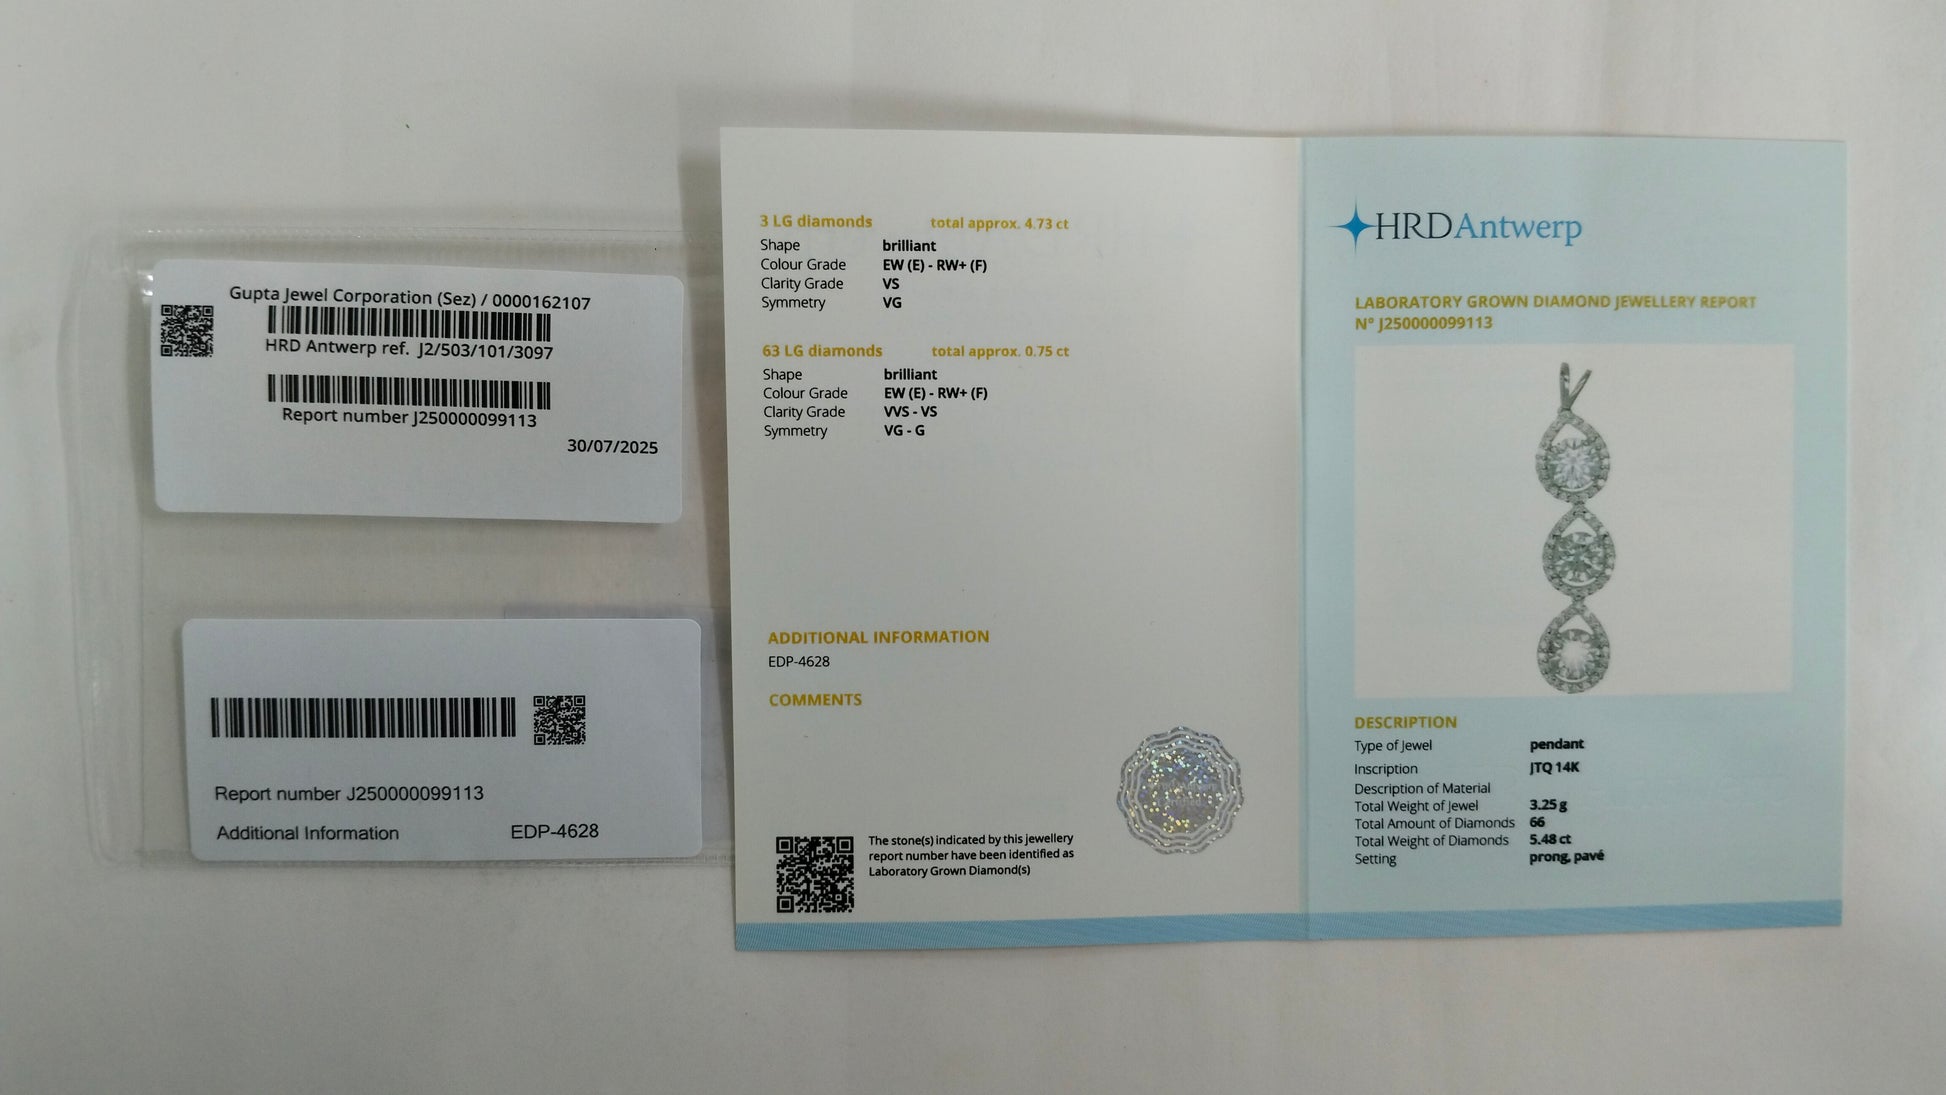 Gupta Jewel Corporation (Sez) / 0000162107
HRD Antwerp ref. J2/503/101/3097
Report number J250000099113
30/07/2025
Report number J250000099113
Additional Information EDP-4628
3 LG diamonds total approx. 4.73 ct
Shape brilliant
Colour Grade EW (E) - RW+ (F)
Clarity Grade VS
Symmetry VG
63 LG diamonds total approx. 0.75 ct
Shape brilliant
Colour Grade EW (E) - RW+ (F)
Clarity Grade VVS - VS
Symmetry VG - G
ADDITIONAL INFORMATION
EDP-4628
COMMENTS
The stone(s) indicated by this jewellery
report number have been identified as
Laboratory Grown Diamond(s)
HRDAntwerp
LABORATORY GROWN DIAMOND JEWELLERY REPORT
N° J250000099113
DESCRIPTION
Type of Jewel pendant
Inscription JTQ 14K
Description of Material
Total Weight of Jewel 3.25 g
Total Amount of Diamonds 66
Total Weight of Diamonds 5.48 ct
Setting prong, pavé